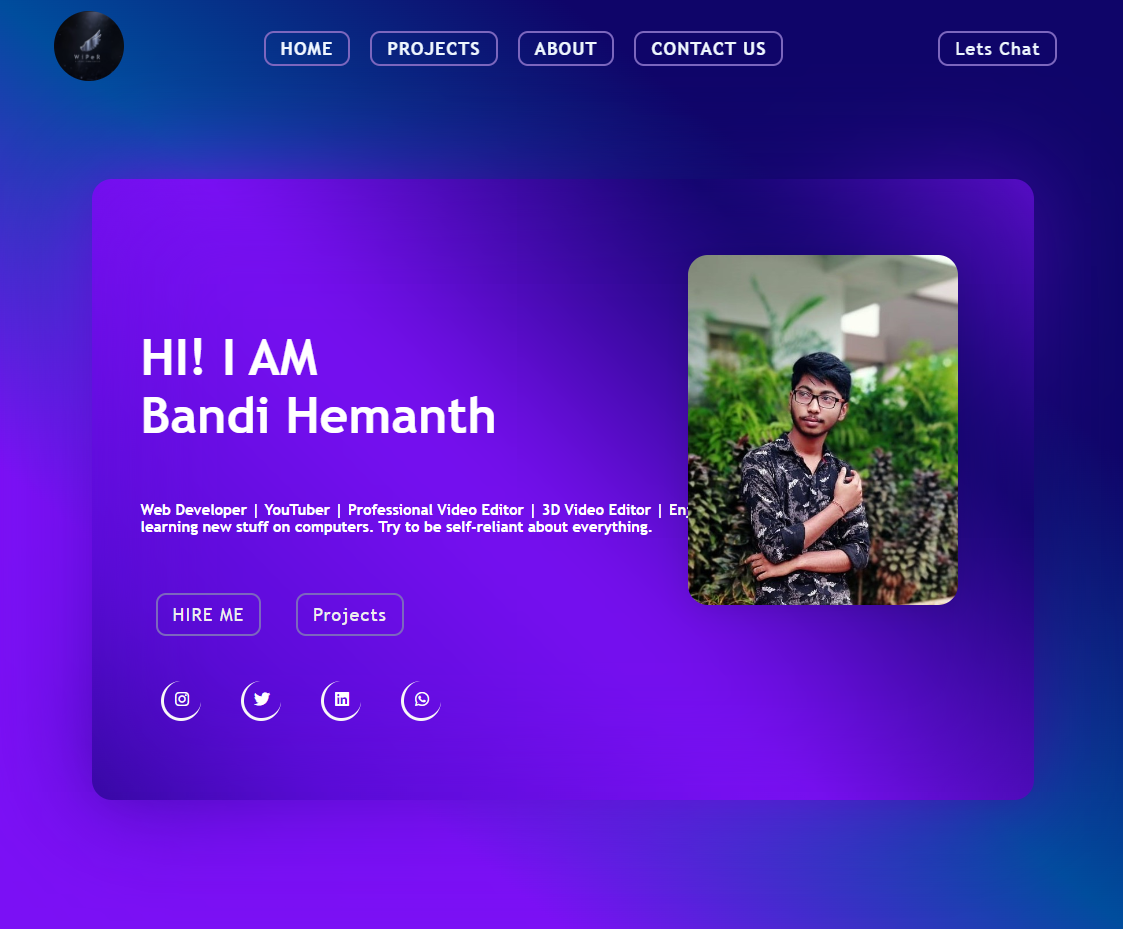 WIPeR
HOME
PROJECTS
ABOUT
CONTACT US
Lets Chat
HI! I AM
Bandi Hemanth
Web Developer | YouTuber | Professional Video Editor | 3D Video Editor | En
learning new stuff on computers. Try to be self-reliant about everything.
HIRE ME
Projects
in